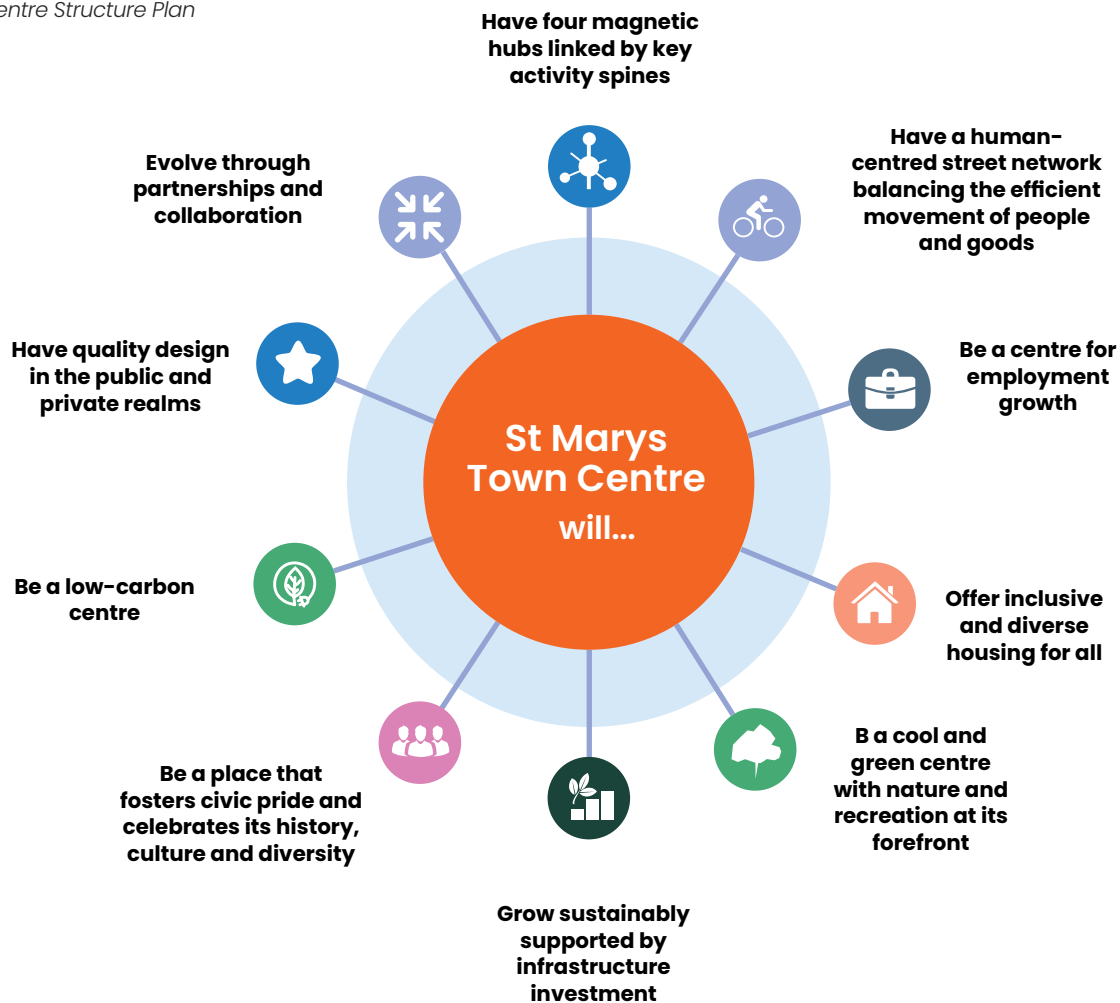 entre Structure Plan
Have four magnetic
hubs linked by key
activity spines
Have a human-
centred street network
balancing the efficient
movement of people
and goods
Be a centre for
employment
growth
Offer inclusive
and diverse
housing for all
B a cool and
green centre
with nature and
recreation at its
forefront
Grow sustainably
supported by
infrastructure
investment
Be a place that
fosters civic pride and
celebrates its history,
culture and diversity
Be a low-carbon
centre
Have quality design
in the public and
private realms
Evolve through
partnerships and
collaboration
St Marys
Town Centre
will...